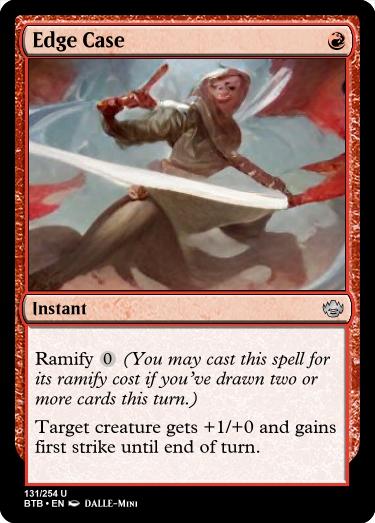 Edge Case
Instant
Ramify 0 (You may cast this spell for
its ramify cost if you've drawn two or
more cards this turn.)
Target creature gets +1/+0 and gains
first strike until end of turn.
131/254 U
BTB • EN DALLE-Mini